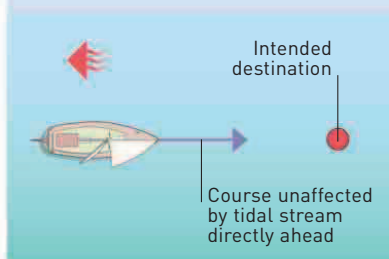 Intended
destination
Course unaffected
by tidal stream
directly ahead